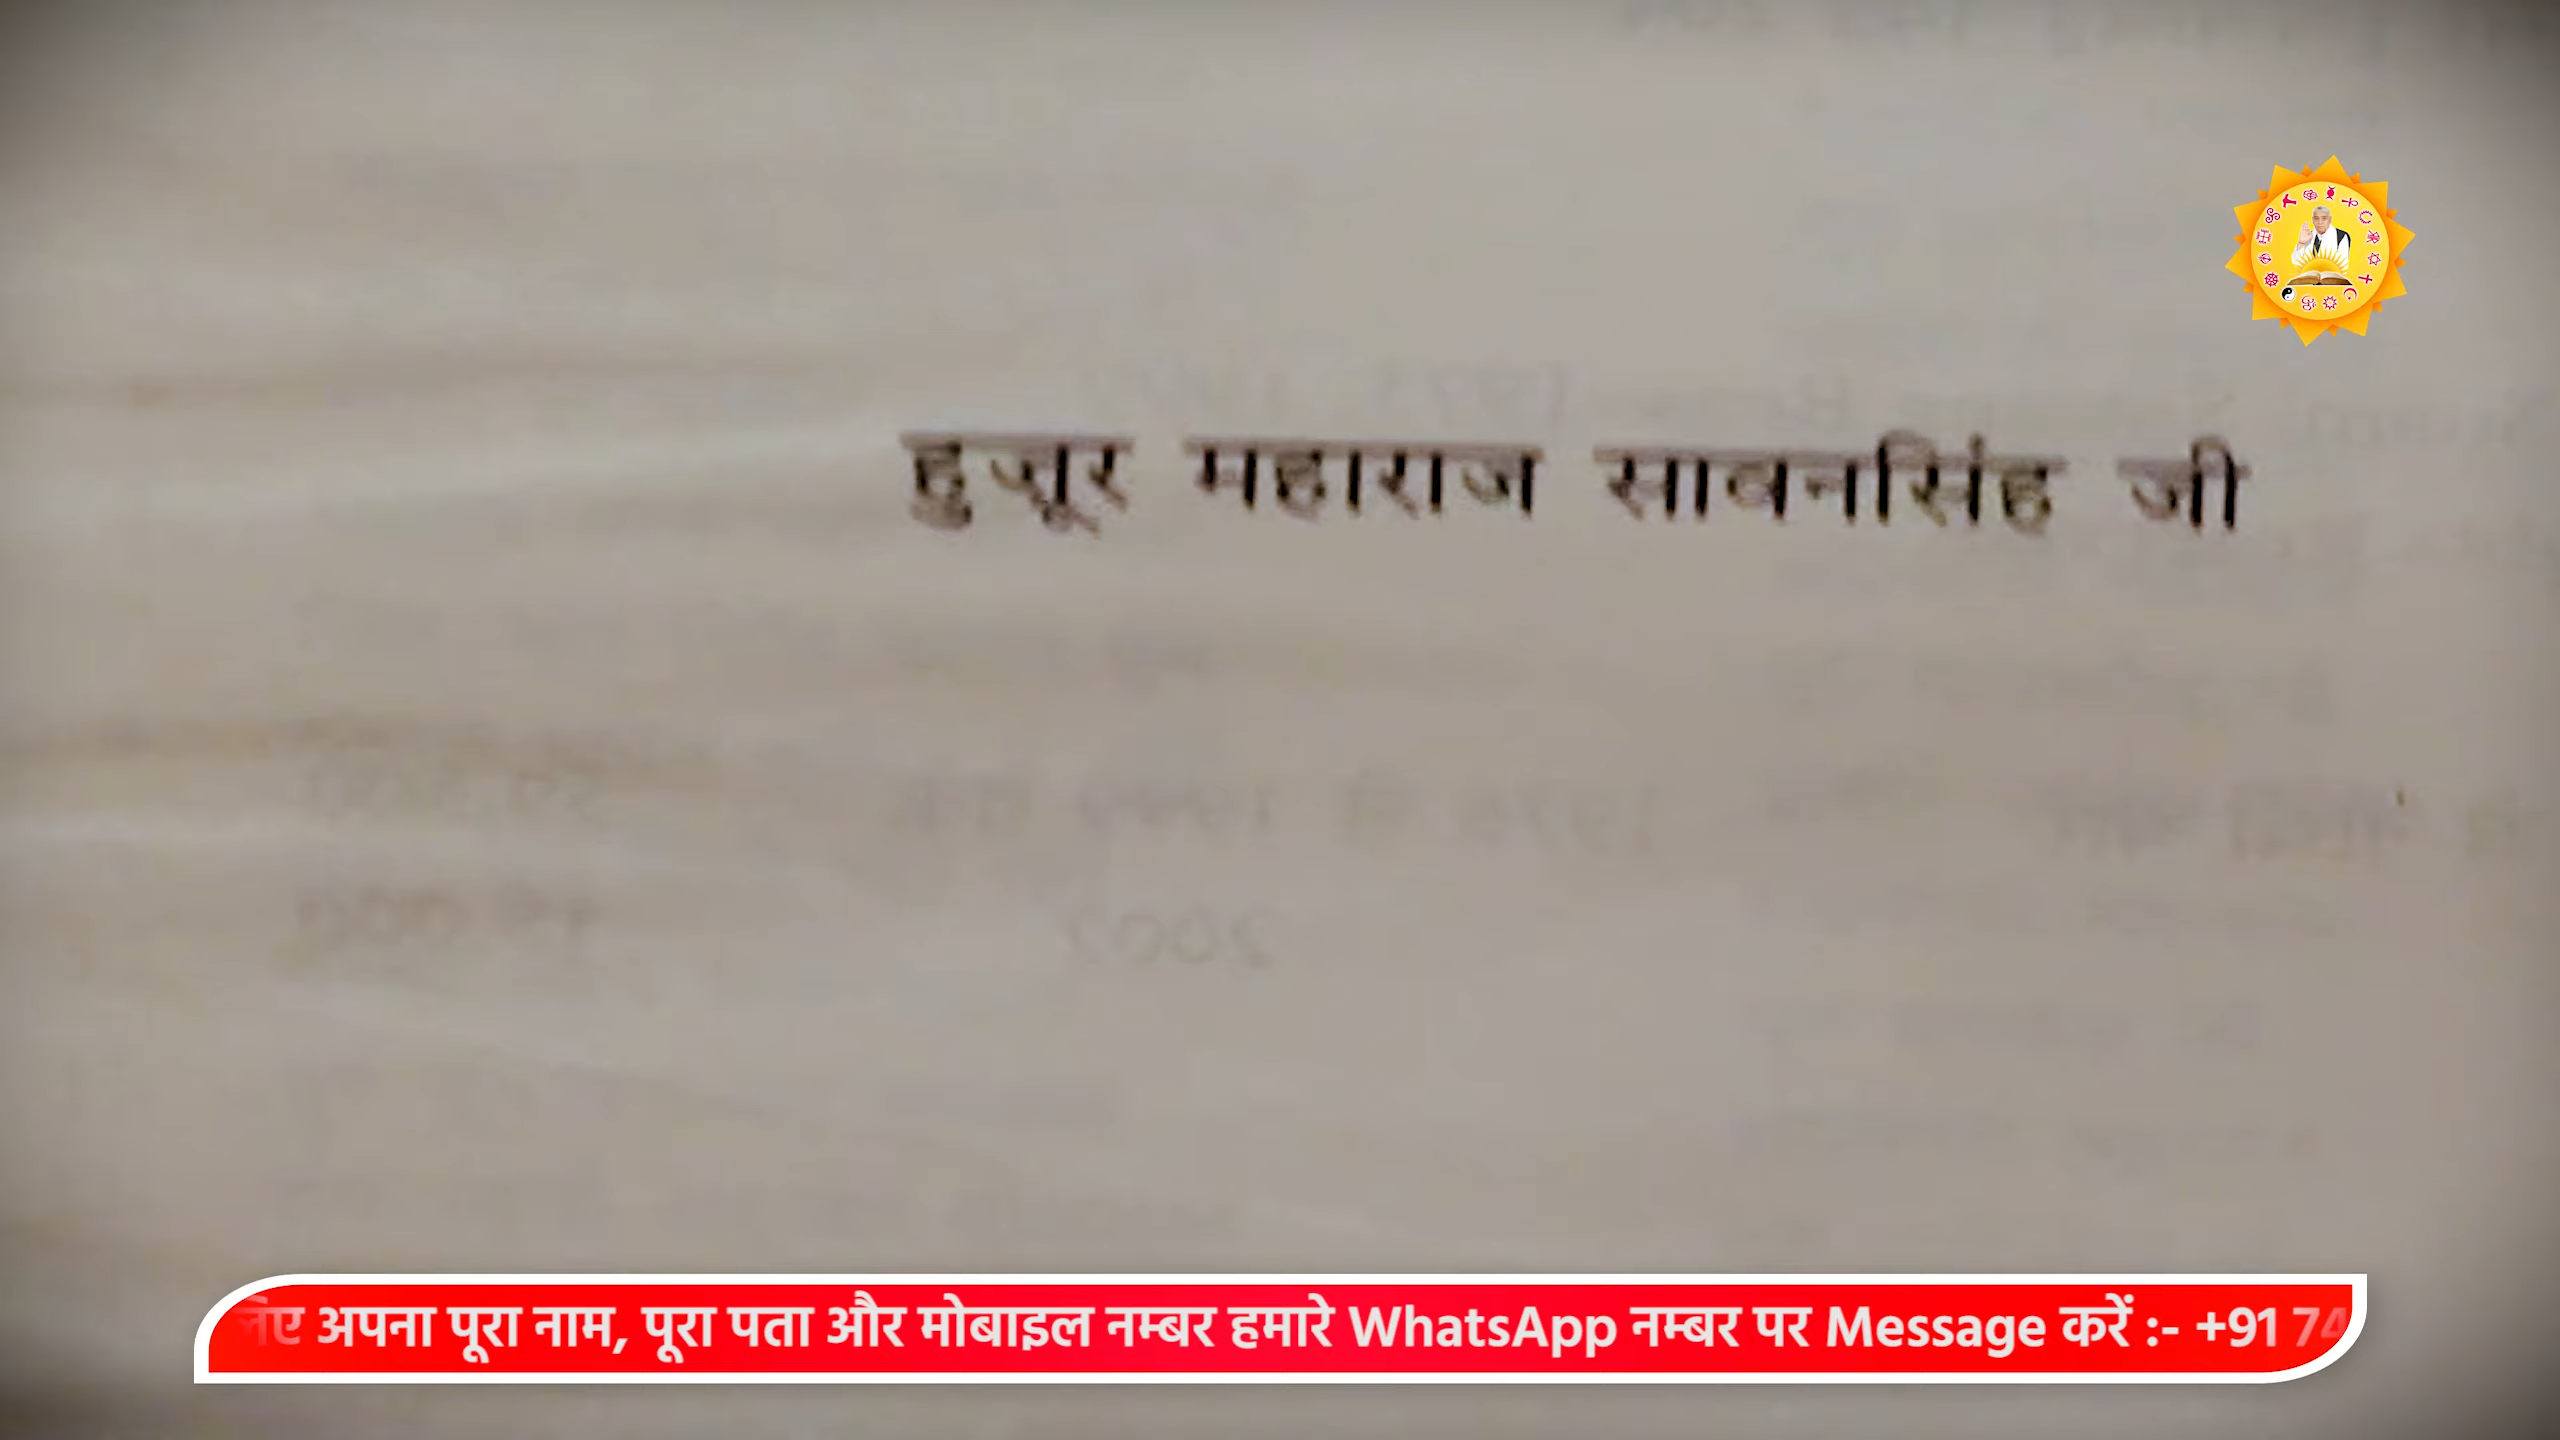 हुज़ूर महाराज सावनसिंह जी
अपना पूरा नाम, पूरा पता और मोबाइल नम्बर हमारे WhatsApp नम्बर पर Message करें :- +91 74